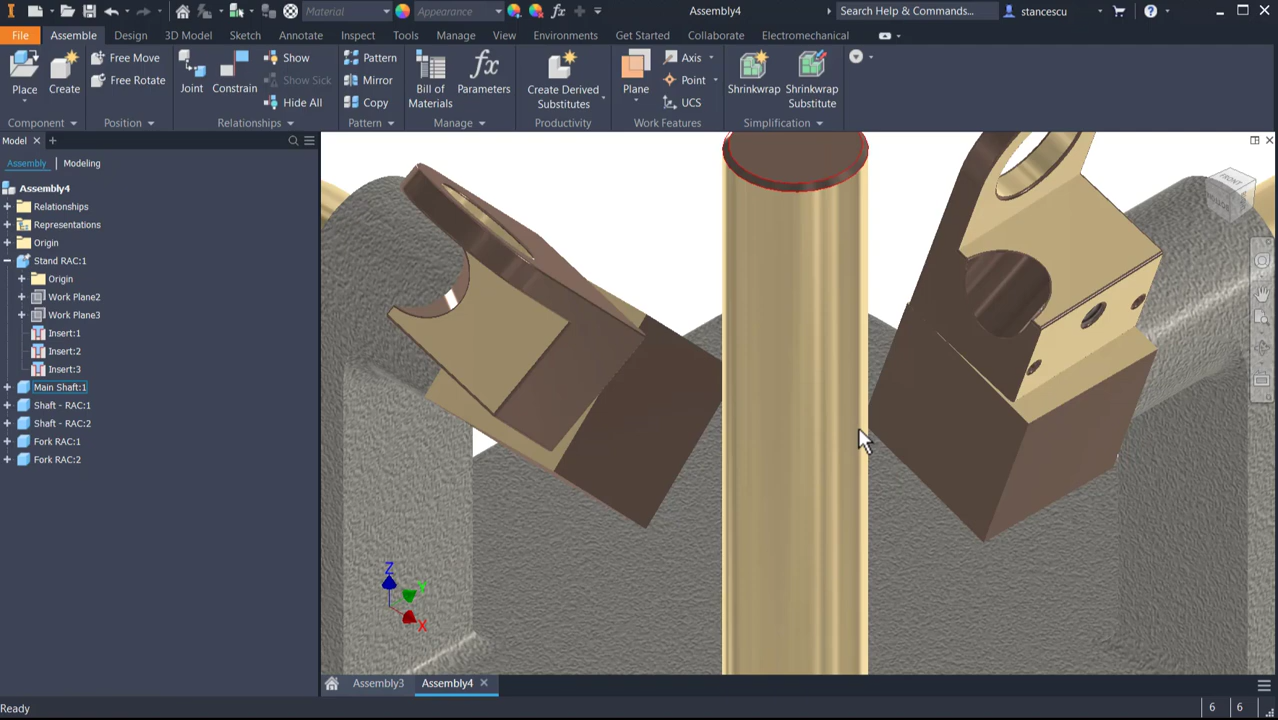 Material
Appearance
Assembly4
Search Help & Commands...
stancescu
File
Assemble
Design
3D Model
Sketch
Annotate
Inspect
Tools
Manage
View
Environments
Get Started
Collaborate
Electromechanical
Place
Create
Free Move
Free Rotate
Joint
Constrain
Show
Show Sick
Hide All
Pattern
Mirror
Copy
Bill of
Materials
Parameters
Create Derived
Substitutes
Plane
Axis
Point
UCS
Shrinkwrap
Shrinkwrap
Substitute
Component
Position
Relationships
Pattern
Manage
Productivity
Work Features
Simplification
Model
Assembly
Modeling
Assembly4
Relationships
Representations
Origin
Stand RAC:1
Origin
Work Plane2
Work Plane3
Insert:1
Insert:2
Insert:3
Main Shaft:1
Shaft - RAC:1
Shaft - RAC:2
Fork RAC:1
Fork RAC:2
FRONT
Z
Y
X
Assembly3
Assembly4
Ready
6
6